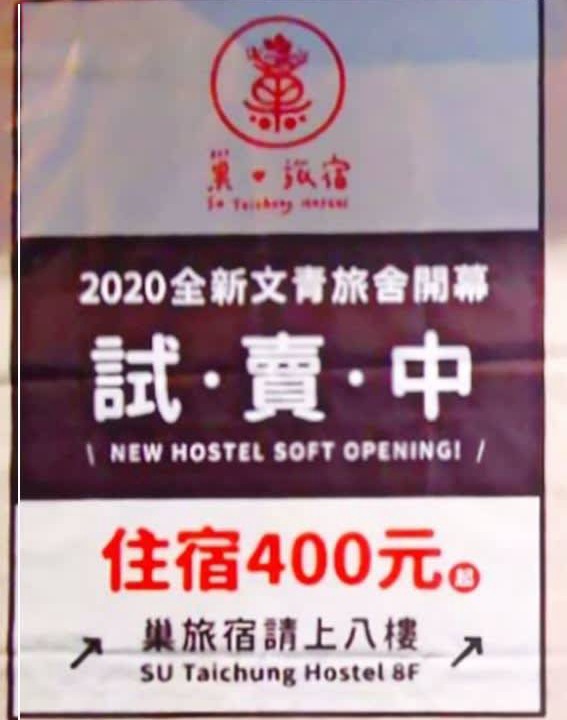 巢·旅宿
SU Taichung Hostel
2020全新文青旅舍開幕
試·賣·中
\ NEW HOSTEL SOFT OPENING! /
住宿400元起
巢旅宿請上八樓
SU Taichung Hostel 8F